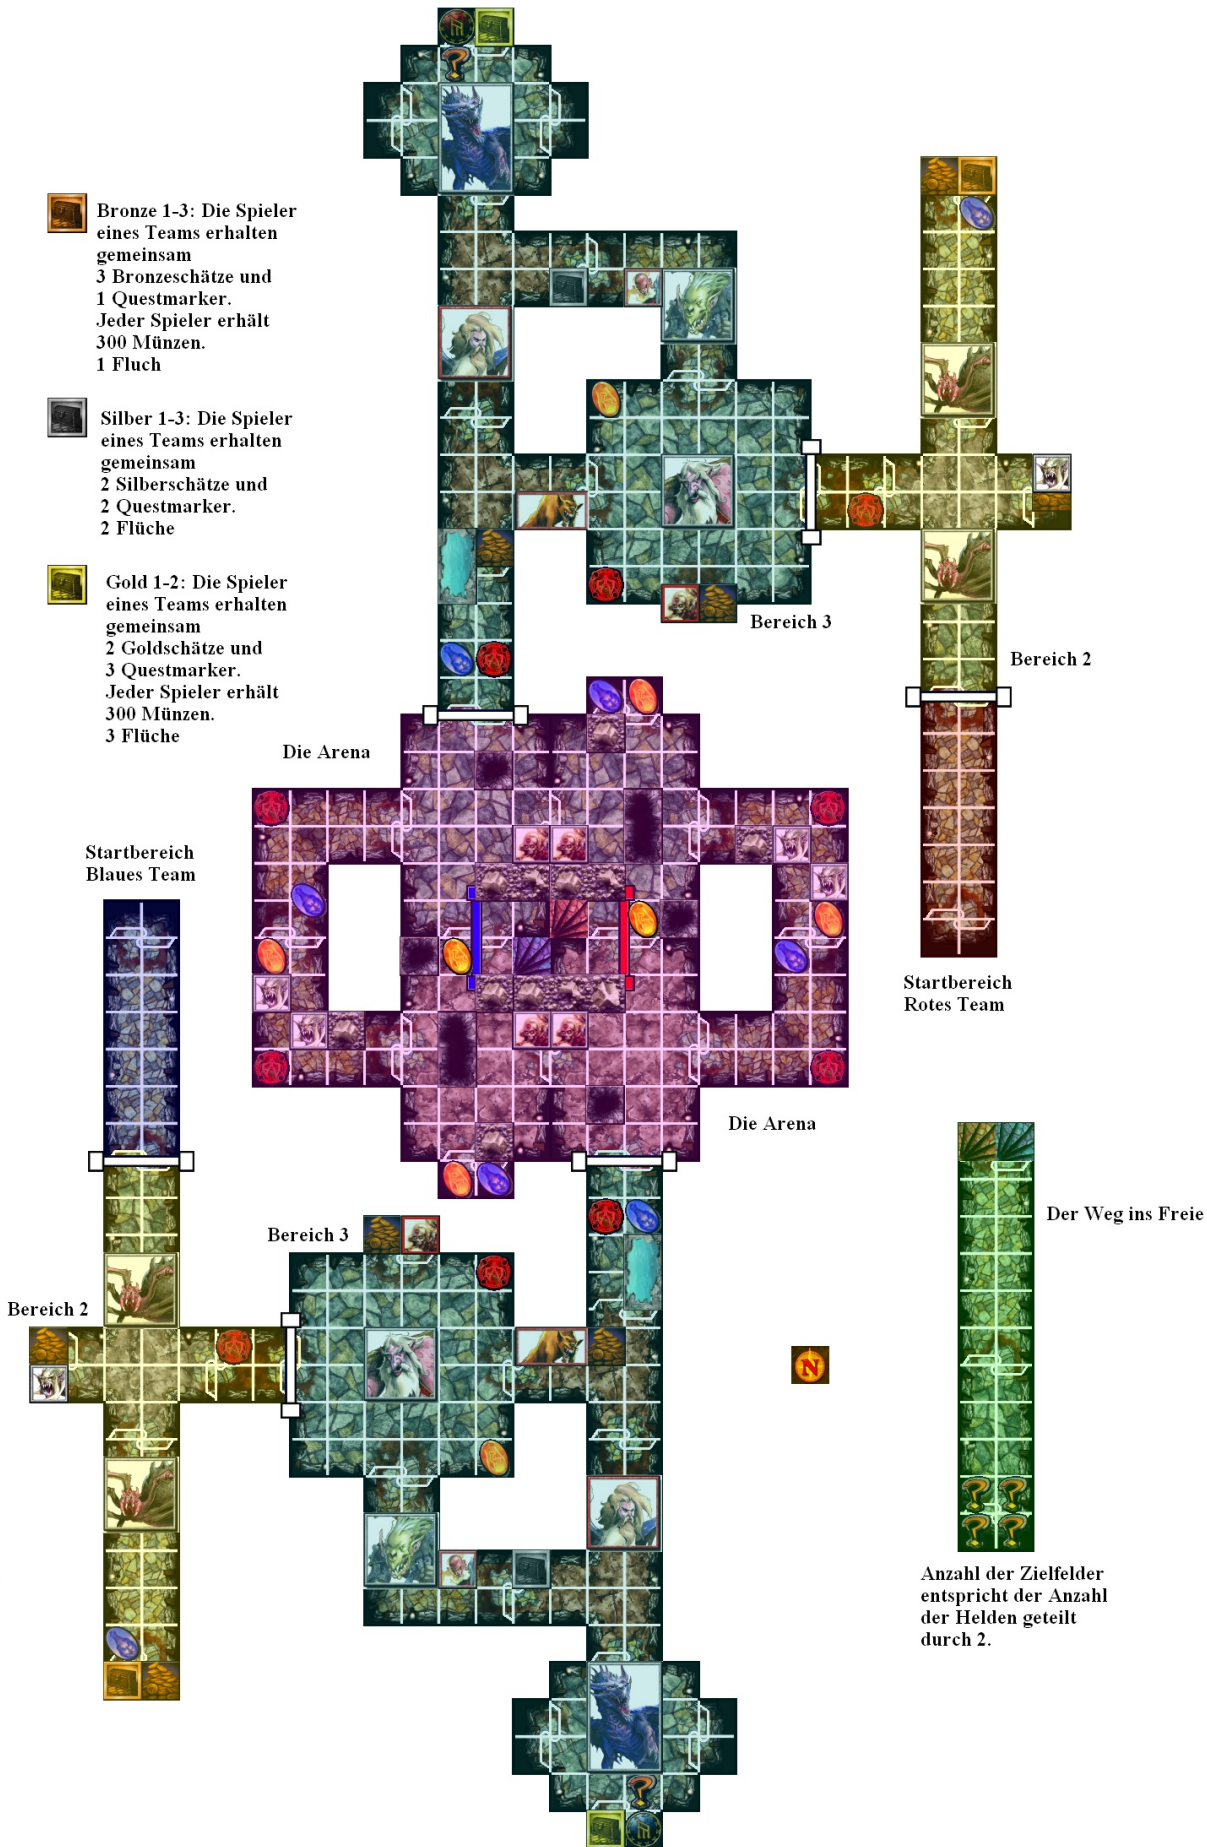 Bronze 1-3: Die Spieler
eines Teams erhalten
gemeinsam
3 Bronzeschätze und
1 Questmarker.
Jeder Spieler erhält
300 Münzen.
1 Fluch
Silber 1-3: Die Spieler
eines Teams erhalten
gemeinsam
2 Silberschätze und
2 Questmarker.
2 Flüche
Gold 1-2: Die Spieler
eines Teams erhalten
gemeinsam
2 Goldschätze und
3 Questmarker.
Jeder Spieler erhält
300 Münzen.
3 Flüche
Bereich 3
Bereich 2
Die Arena
Startbereich
Blaues Team
Startbereich
Rotes Team
Die Arena
Der Weg ins Freie
Bereich 3
Bereich 2
N
Anzahl der Zielfelder
entspricht der Anzahl
der Helden geteilt
durch 2.